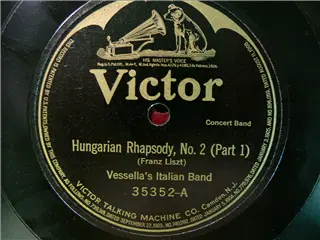 HIS MASTER'S VOICE
Victor
Concert Band
Hungarian Rhapsody, No. 2 (Part 1)
(Franz Liszt)
Vessella's Italian Band
35352-A
VICTOR TALKING MACHINE CO. Camden, N.J.